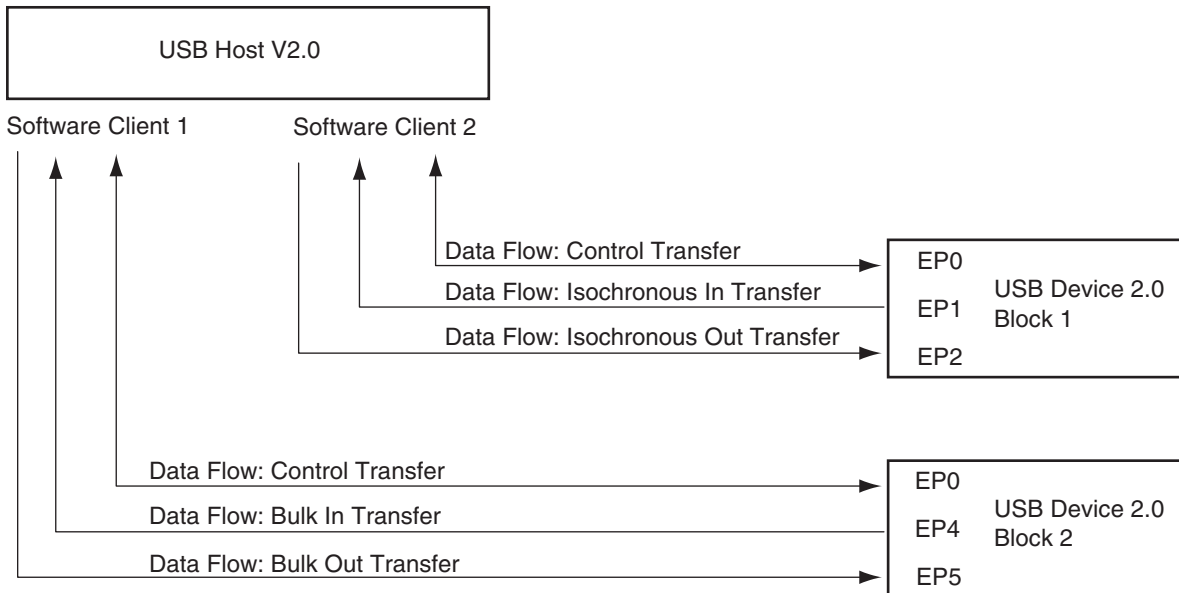 USB Host V2.0
Software Client 1
Software Client 2
Data Flow: Control Transfer
Data Flow: Isochronous In Transfer
Data Flow: Isochronous Out Transfer
EP0
EP1
EP2
USB Device 2.0
Block 1
Data Flow: Control Transfer
Data Flow: Bulk In Transfer
Data Flow: Bulk Out Transfer
EP0
EP4
EP5
USB Device 2.0
Block 2